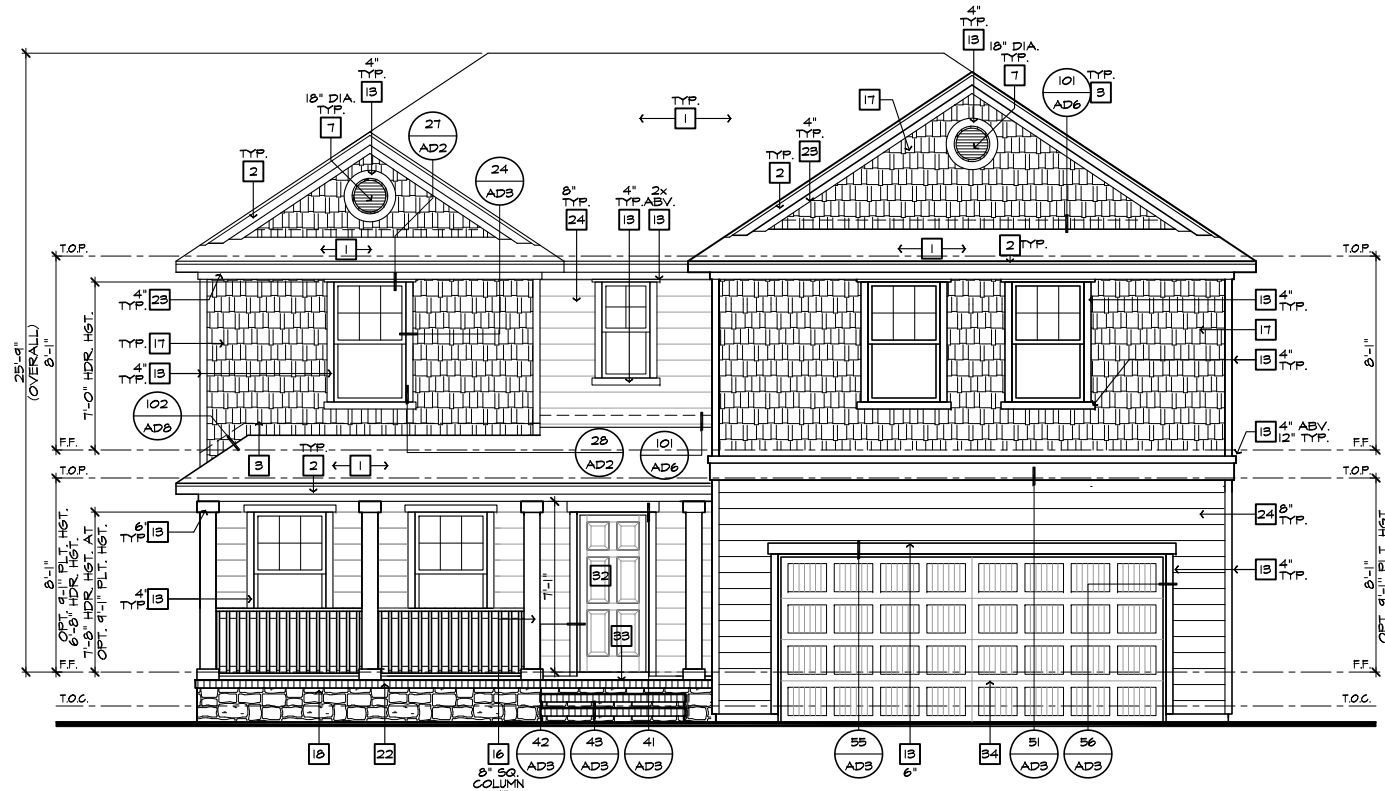 4"
TYP.
13
18" DIA.
TYP.
7
101
AD6
TYP.
3
4"
TYP.
13
18" DIA.
TYP.
7
27
AD2
TYP.
1
17
4"
TYP.
23
TYP.
2
TYP.
2
24
AD3
8"
TYP.
24
4"
TYP.
13
2x
ABV.
13
T.O.P.
1
1
2 TYP.
T.O.P.
4"
TYP. 23
13 4"
TYP.
TYP. 17
17
4"
TYP. 13
13 4"
TYP.
25'-9"
(OVERALL)
8'-1"
7'-0" HDR. HGT.
8'-1"
102
AD8
F.F.
3
TYP.
2
1
28
AD2
101
AD6
13 4" ABV.
12" TYP.
F.F.
T.O.P.
T.O.P.
6"
TYP. 13
24 8"
TYP.
4"
TYP. 13
13 4"
TYP.
8'-1"
OPT. 9'-1" PLT. HGT.
6'-8" HDR. HGT.
7'-8" HDR. HGT. AT
OPT. 9'-1" PLT. HGT.
7'-1"
32
33
8'-1"
OPT. 9'-1" PLT. HGT.
F.F.
F.F.
T.O.C.
T.O.C.
18
22
16
8" SQ.
COLUMN
42
AD3
43
AD3
41
AD3
55
AD3
13
6"
34
51
AD3
56
AD3